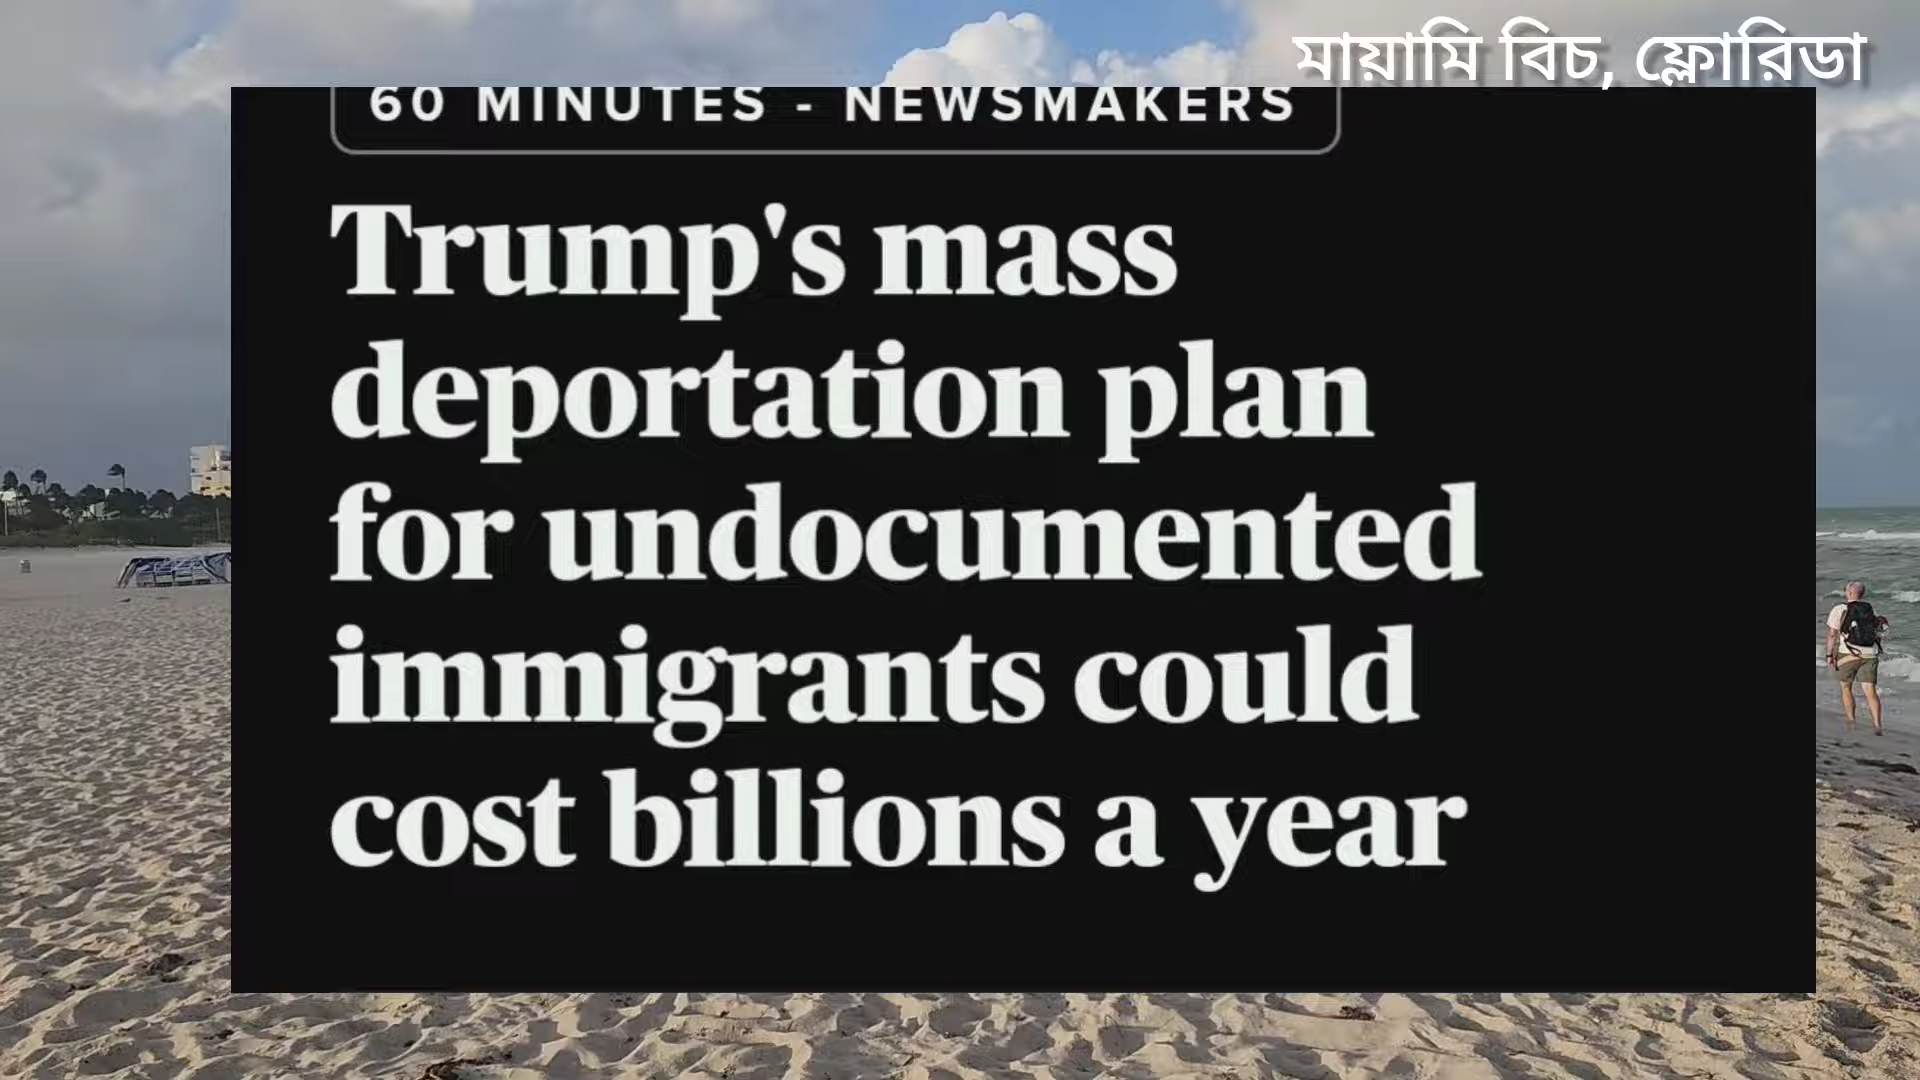 মায়ামি বিচ, ফ্লোরিডা
60 MINUTES - NEWSMAKERS
Trump's mass
deportation plan
for undocumented
immigrants could
cost billions a year